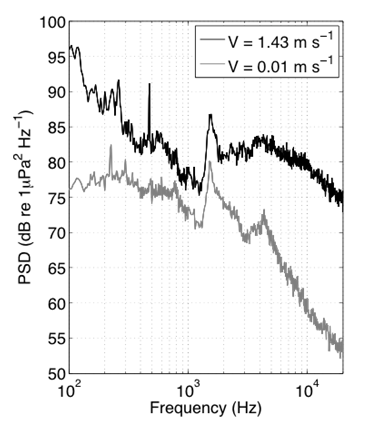 100
95
90
85
80
75
70
65
60
55
50
PSD (dB re 1μPa² Hz⁻¹)
V = 1.43 m s⁻¹
V = 0.01 m s⁻¹
10² 10³ 10⁴
Frequency (Hz)